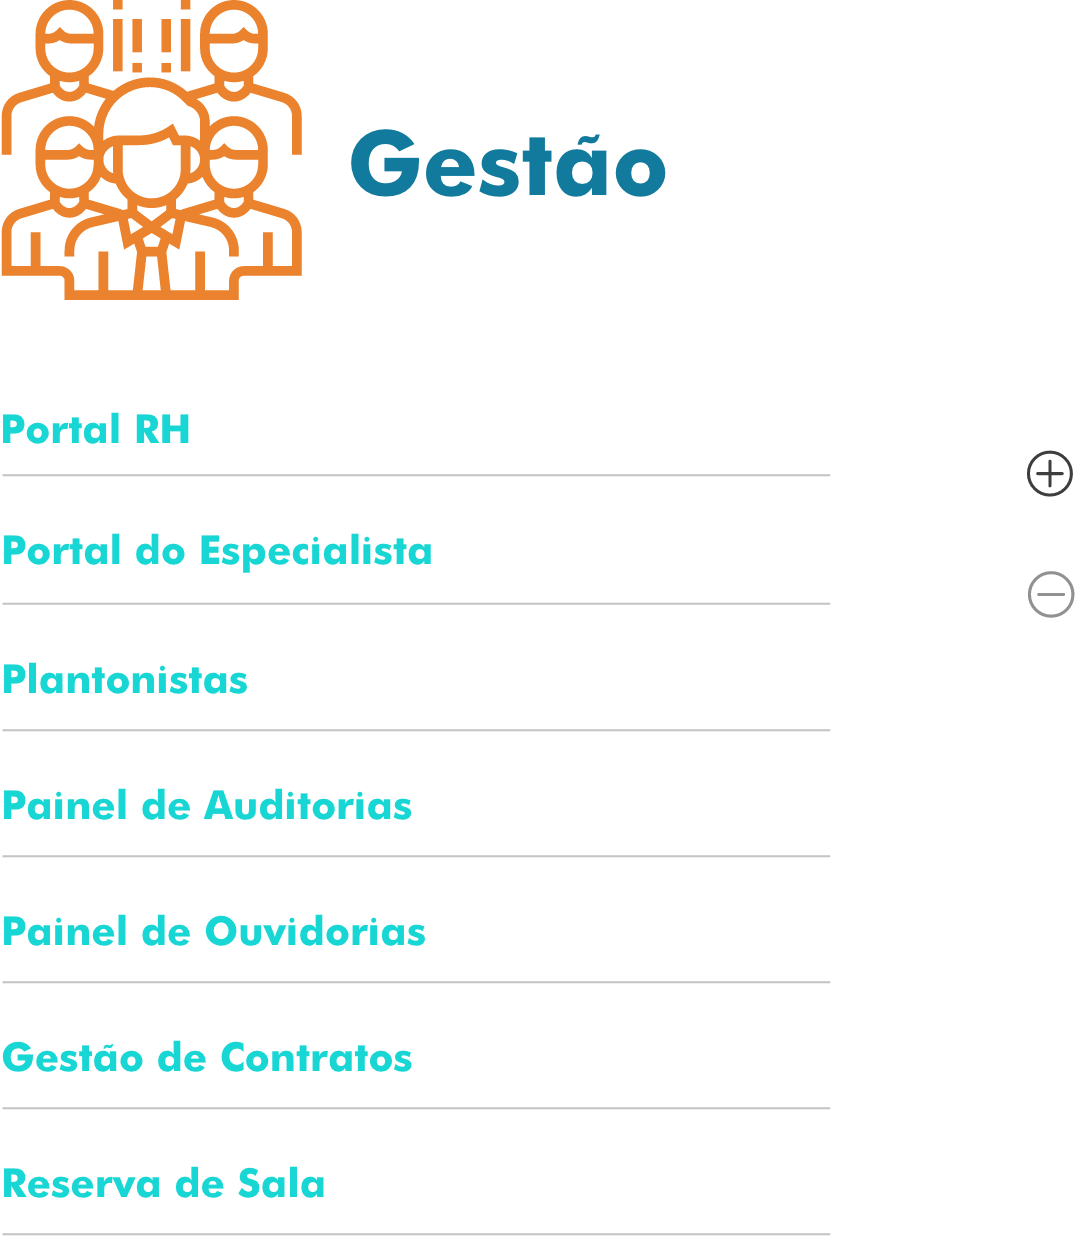 Gestão
Portal RH
Portal do Especialista
Plantonistas
Painel de Auditorias
Painel de Ouvidorias
Gestão de Contratos
Reserva de Sala